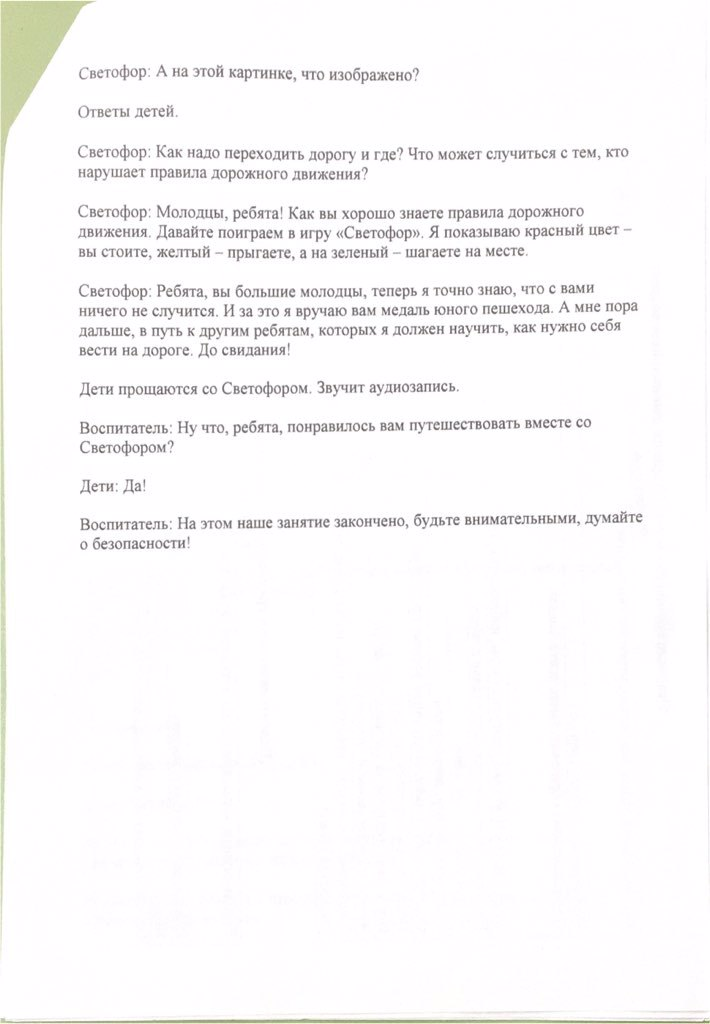 Светофор: А на этой картинке, что изображено?
Ответы детей.
Светофор: Как надо переходить дорогу и где? Что может случиться с тем, кто
нарушает правила дорожного движения?
Светофор: Молодцы, ребята! Как вы хорошо знаете правила дорожного
движения. Давайте поиграем в игру «Светофор». Я показываю красный цвет –
вы стоите, желтый – прыгаете, а на зеленый – шагаете на месте.
Светофор: Ребята, вы большие молодцы, теперь я точно знаю, что с вами
ничего не случится. И за это я вручаю вам медаль юного пешехода. А мне пора
дальше, в путь к другим ребятам, которых я должен научить, как нужно себя
вести на дороге. До свидания!
Дети прощаются со Светофором. Звучит аудиозапись.
Воспитатель: Ну что, ребята, понравилось вам путешествовать вместе со
Светофором?
Дети: Да!
Воспитатель: На этом наше занятие закончено, будьте внимательными, думайте
о безопасности!